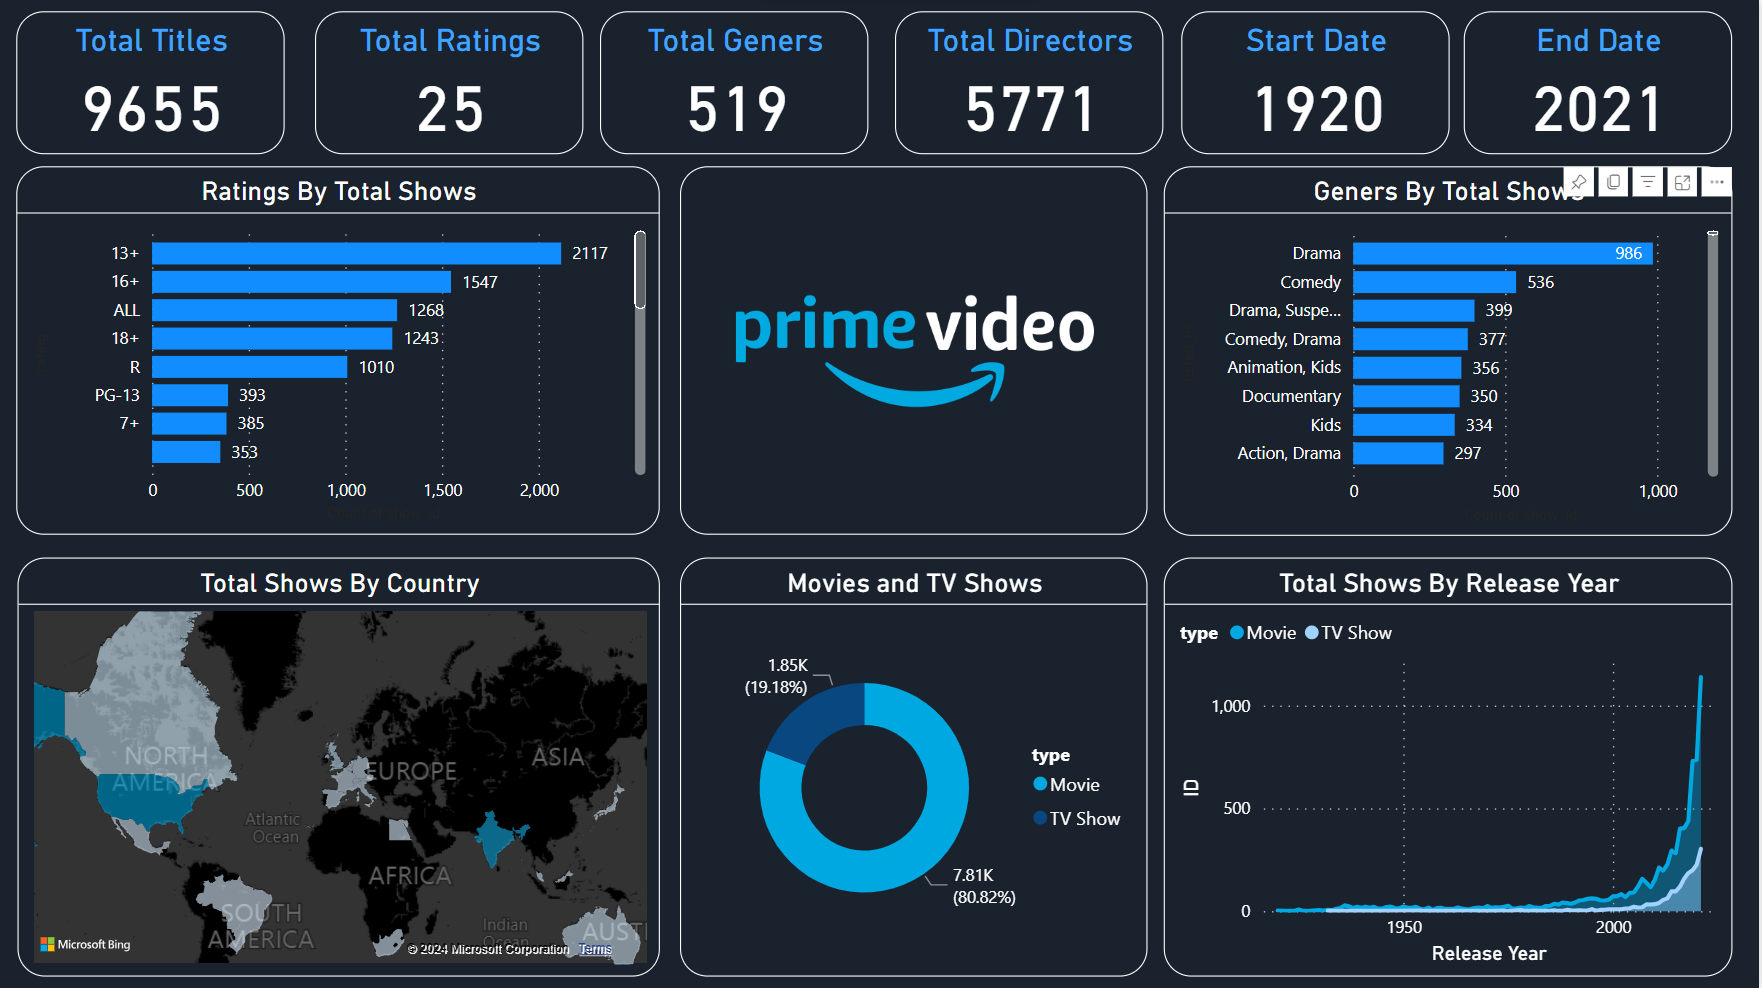 Total Titles
9655
Total Ratings
25
Total Geners
519
Total Directors
5771
Start Date
1920
End Date
2021
Ratings By Total Shows
13+ 2117
16+ 1547
ALL 1268
18+ 1243
R 1010
PG-13 393
7+ 385
353
0 500 1,000 1,500 2,000
prime video
Geners By Total Shows
Drama 986
Comedy 536
Drama, Suspe... 399
Comedy, Drama 377
Animation, Kids 356
Documentary 350
Kids 334
Action, Drama 297
0 500 1,000
Total Shows By Country
NORTH
AMERICA
EUROPE
ASIA
Atlantic
Ocean
AFRICA
SOUTH
AMERICA
Indian
Ocean
AUST
Microsoft Bing
© 2024 Microsoft Corporation Terms
Movies and TV Shows
1.85K
(19.18%)
7.81K
(80.82%)
type
Movie
TV Show
Total Shows By Release Year
type Movie TV Show
1,000
500
0
ID
1950 2000
Release Year